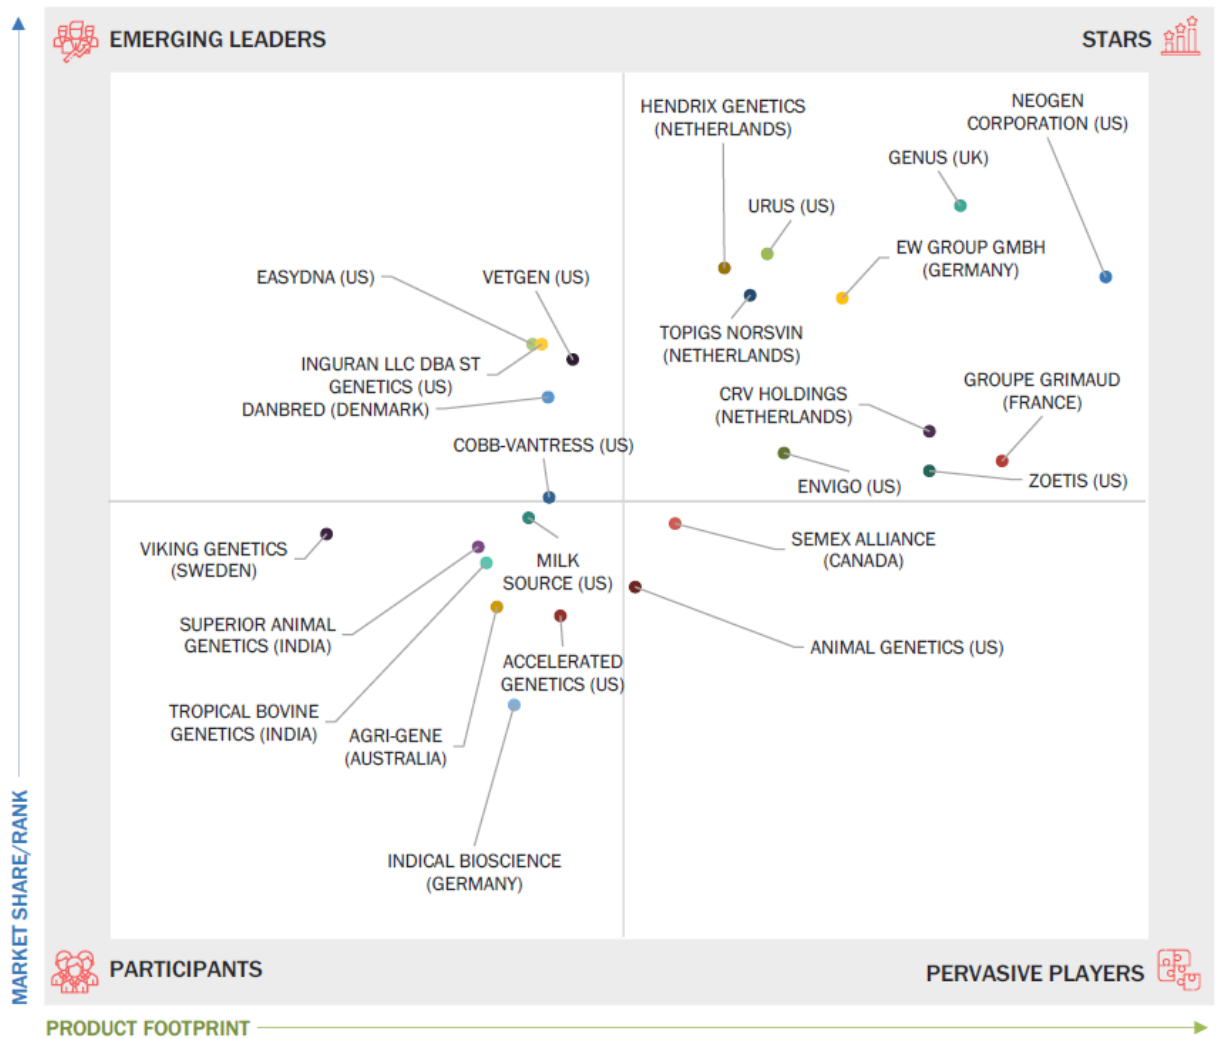 EMERGING LEADERS
STARS
HENDRIX GENETICS
(NETHERLANDS)
NEOGEN
CORPORATION (US)
GENUS (UK)
URUS (US)
EW GROUP GMBH
(GERMANY)
EASYDNA (US)
VETGEN (US)
TOPIGS NORSVIN
(NETHERLANDS)
INGURAN LLC DBA ST
GENETICS (US)
DANBRED (DENMARK)
CRV HOLDINGS
(NETHERLANDS)
GROUPE GRIMAUD
(FRANCE)
COBB-VANTRESS (US)
ENVIGO (US)
ZOETIS (US)
VIKING GENETICS
(SWEDEN)
MILK
SOURCE (US)
SEMEX ALLIANCE
(CANADA)
SUPERIOR ANIMAL
GENETICS (INDIA)
ANIMAL GENETICS (US)
ACCELERATED
GENETICS (US)
TROPICAL BOVINE
GENETICS (INDIA)
AGRI-GENE
(AUSTRALIA)
INDICAL BIOSCIENCE
(GERMANY)
MARKET SHARE/RANK
PARTICIPANTS
PERVASIVE PLAYERS
PRODUCT FOOTPRINT